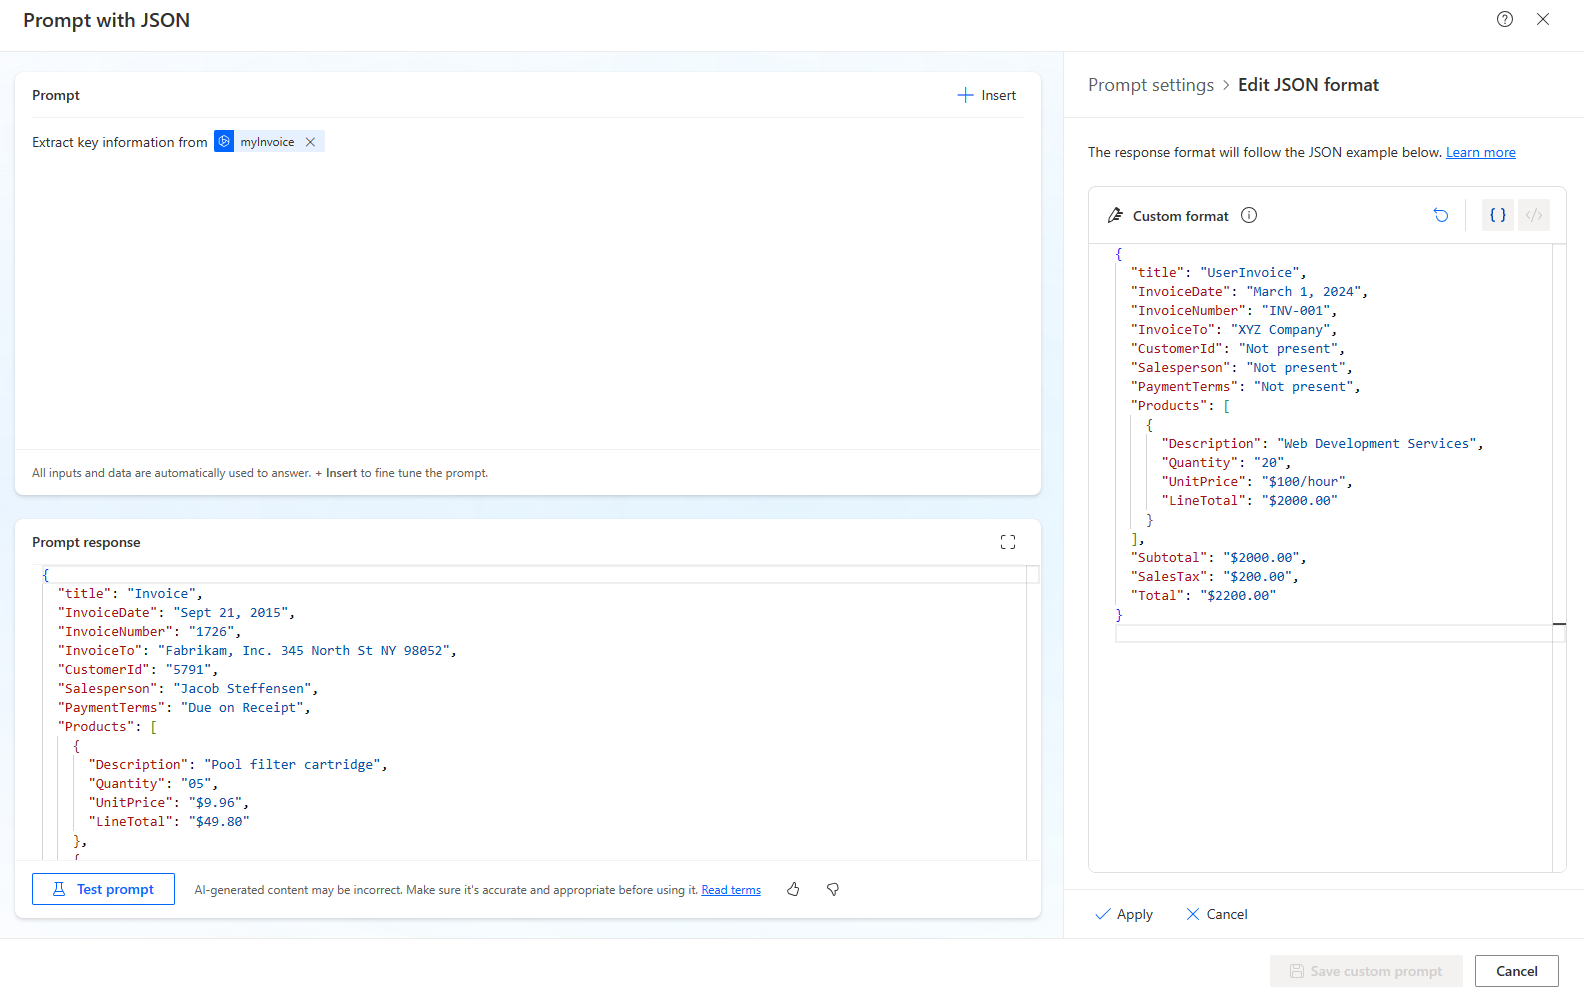 Prompt with JSON
Prompt
Insert
Extract key information from myInvoice
All inputs and data are automatically used to answer. + Insert to fine tune the prompt.
Prompt response
{
"title": "Invoice",
"InvoiceDate": "Sept 21, 2015",
"InvoiceNumber": "1726",
"InvoiceTo": "Fabrikam, Inc. 345 North St NY 98052",
"CustomerId": "5791",
"Salesperson": "Jacob Steffensen",
"PaymentTerms": "Due on Receipt",
"Products": [
{
"Description": "Pool filter cartridge",
"Quantity": "05",
"UnitPrice": "$9.96",
"LineTotal": "$49.80"
},
{
Test prompt
AI-generated content may be incorrect. Make sure it's accurate and appropriate before using it. Read terms
Prompt settings > Edit JSON format
The response format will follow the JSON example below. Learn more
Custom format
{ }
</>
{
"title": "UserInvoice",
"InvoiceDate": "March 1, 2024",
"InvoiceNumber": "INV-001",
"InvoiceTo": "XYZ Company",
"CustomerId": "Not present",
"Salesperson": "Not present",
"PaymentTerms": "Not present",
"Products": [
{
"Description": "Web Development Services",
"Quantity": "20",
"UnitPrice": "$100/hour",
"LineTotal": "$2000.00"
}
],
"Subtotal": "$2000.00",
"SalesTax": "$200.00",
"Total": "$2200.00"
}
Apply
Cancel
Save custom prompt
Cancel